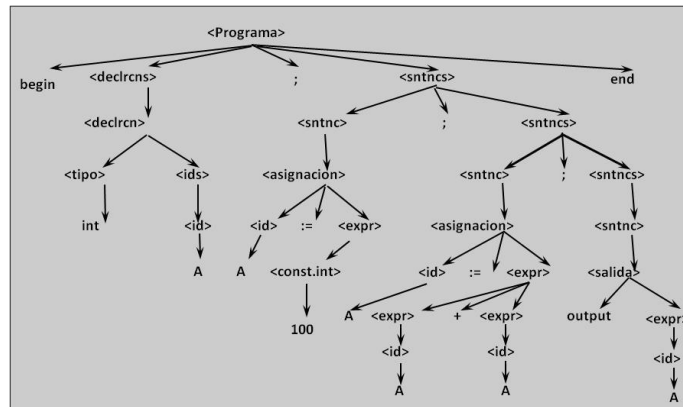 <Programa>
begin <declrcns> ; <sntncs> end
<declrcn> <sntnc> ; <sntncs>
<tipo> <ids> <asignacion> <sntnc> ; <sntncs>
int <id> <id> := <expr> <asignacion> <sntnc>
A A <const.int> <id> := <expr> <salida>
100 A <expr> + <expr> output <expr>
<id> <id> <id>
A A A